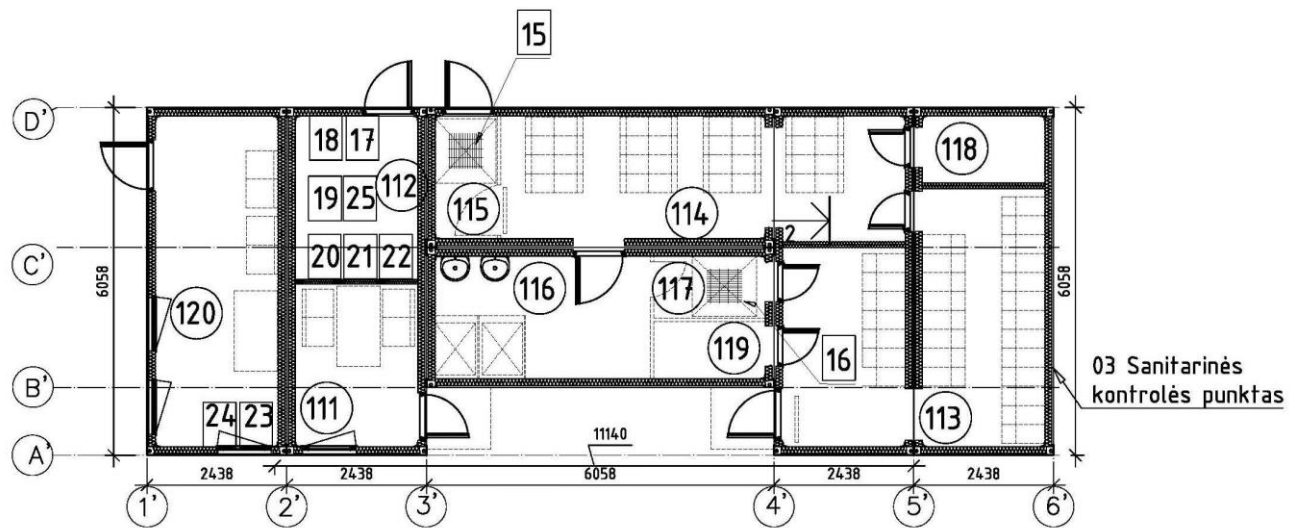 15
D'
18 17
112
118
19 25
115
114
20 21 22
2
C'
6058
6058
116
117
120
119
16
03 Sanitarinės
kontrolės punktas
B'
24 23
111
113
A'
11140
2438 2438 6058 2438 2438
1' 2' 3' 4' 5' 6'